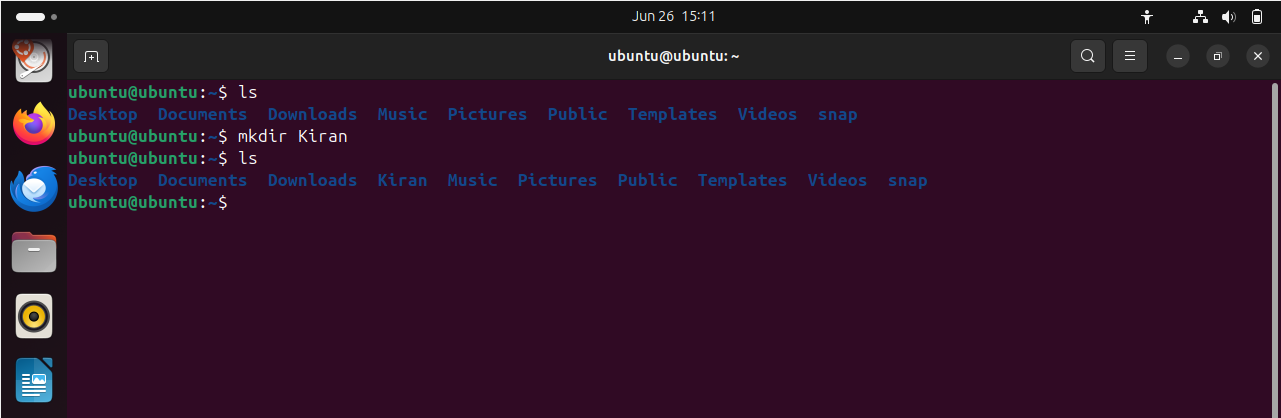 Jun 26 15:11
ubuntu@ubuntu: ~
ubuntu@ubuntu:~$ ls
Desktop Documents Downloads Music Pictures Public Templates Videos snap
ubuntu@ubuntu:~$ mkdir Kiran
ubuntu@ubuntu:~$ ls
Desktop Documents Downloads Kiran Music Pictures Public Templates Videos snap
ubuntu@ubuntu:~$